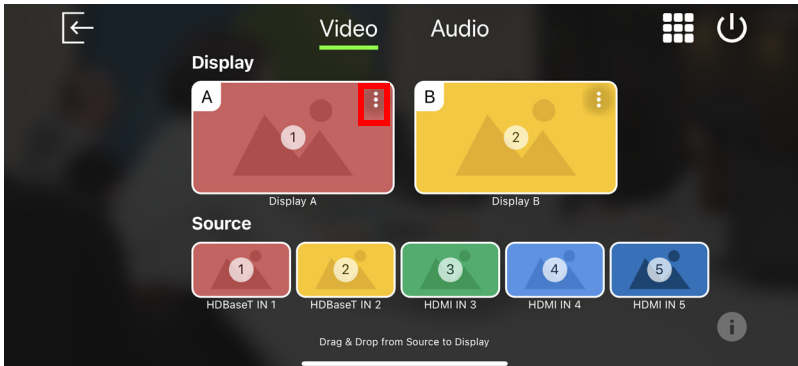 Video Audio
Display
A B
1 2
Display A Display B
Source
1 2 3 4 5
HDBaseT IN 1 HDBaseT IN 2 HDMI IN 3 HDMI IN 4 HDMI IN 5
i
Drag & Drop from Source to Display